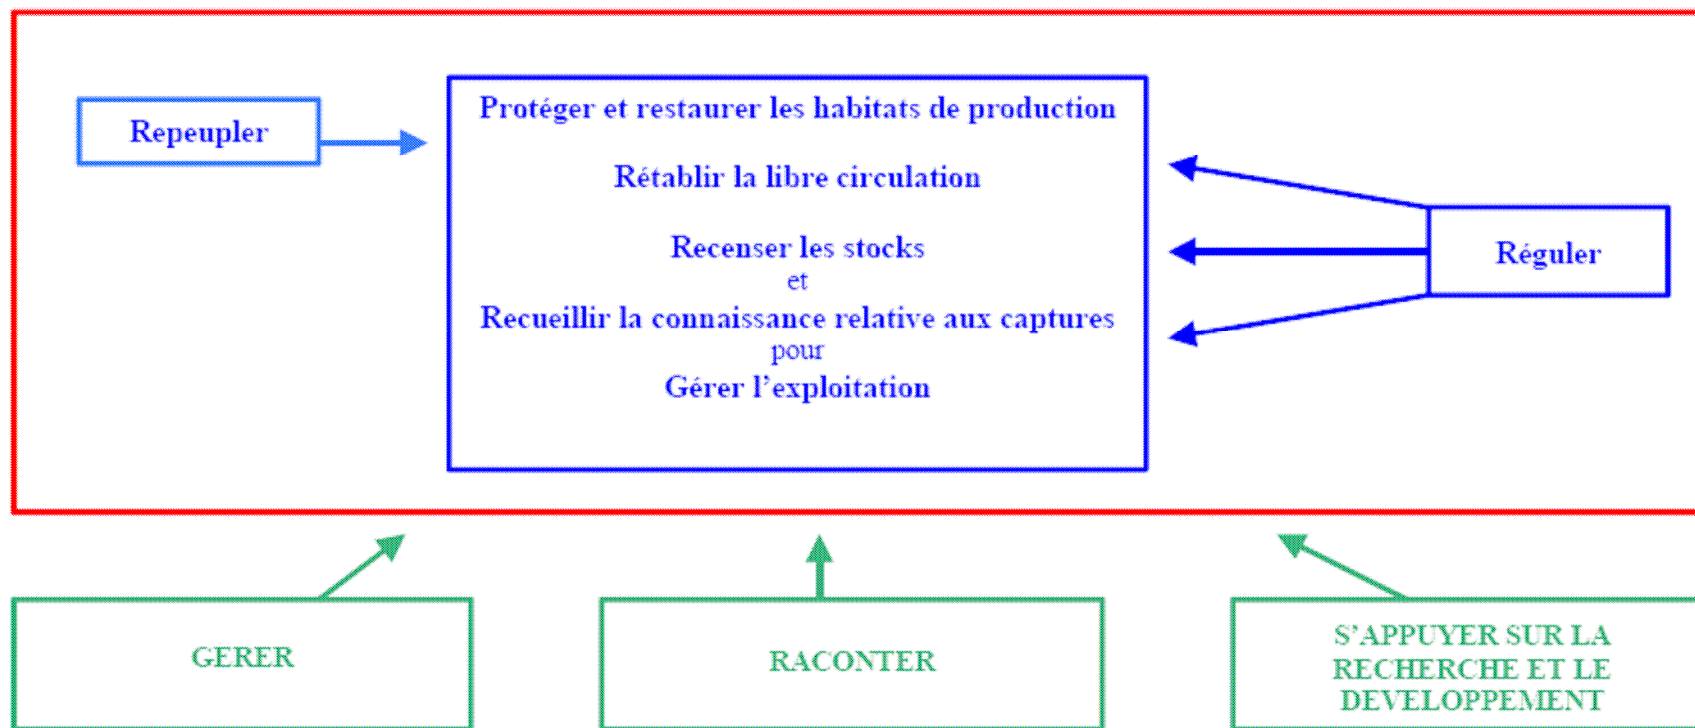 Repeupler
Protéger et restaurer les habitats de production
Rétablir la libre circulation
Recenser les stocks
et
Recueillir la connaissance relative aux captures
pour
Gérer l’exploitation
Réguler
GERER
RACONTER
S’APPUYER SUR LA
RECHERCHE ET LE
DEVELOPPEMENT